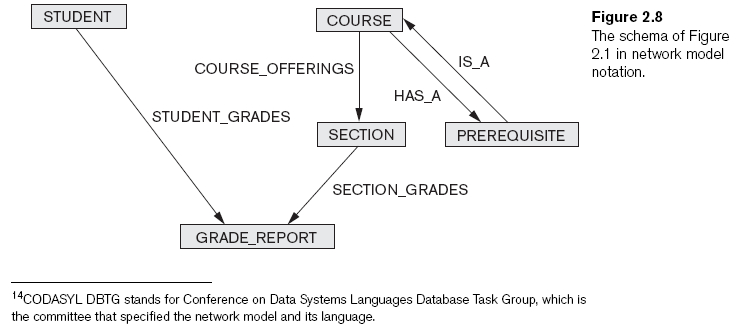 STUDENT
COURSE
Figure 2.8
The schema of Figure
2.1 in network model
notation.
COURSE_OFFERINGS
IS_A
HAS_A
STUDENT_GRADES
SECTION
PREREQUISITE
SECTION_GRADES
GRADE_REPORT
14CODASYL DBTG stands for Conference on Data Systems Languages Database Task Group, which is
the committee that specified the network model and its language.